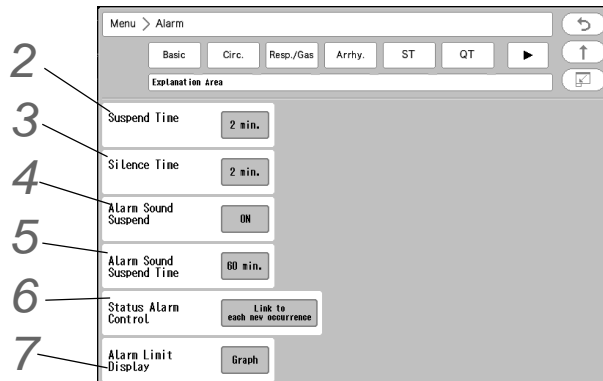 Menu > Alarm
Basic Circ. Resp./Gas Arrhy. ST QT
Explanation Area
2
Suspend Time 2 min.
3
Silence Time 2 min.
4
Alarm Sound
Suspend ON
5
Alarm Sound
Suspend Time 60 min.
6
Status Alarm
Control Link to
each new occurrence
7
Alarm Limit
Display Graph